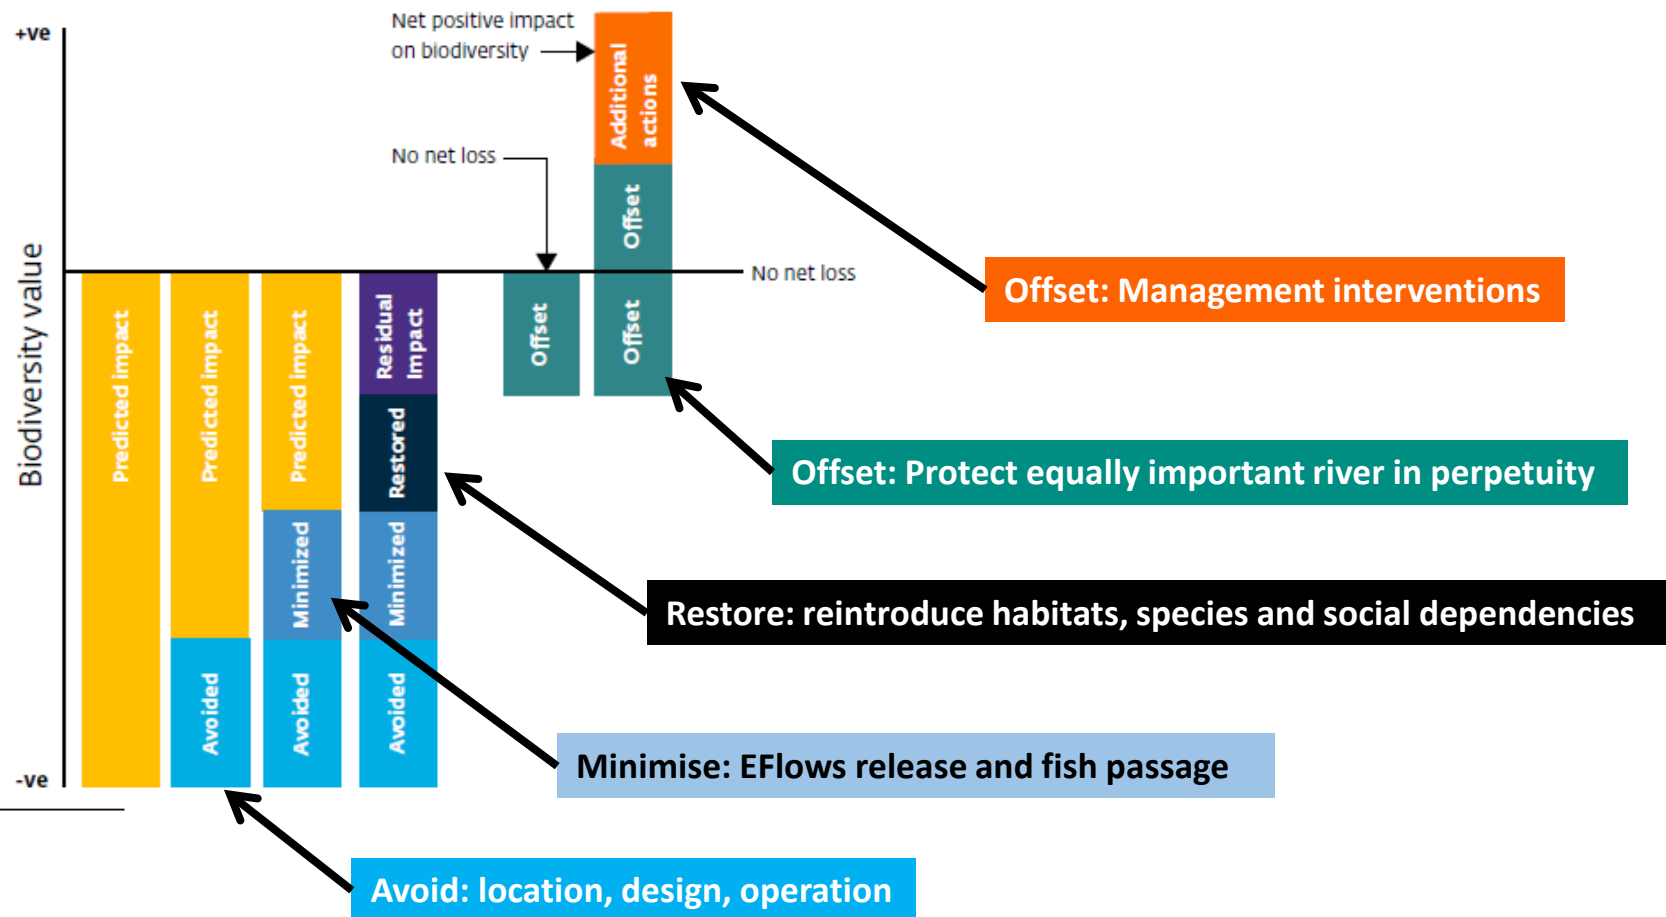 +ve
Net positive impact
on biodiversity
Additional
actions
No net loss
Offset
Biodiversity value
No net loss
Offset: Management interventions
Predicted impact
Predicted impact
Predicted impact
Residual
Impact
Offset
Offset
Restored
Offset: Protect equally important river in perpetuity
Minimized
Minimized
Restore: reintroduce habitats, species and social dependencies
Avoided
Avoided
Avoided
Minimise: EFlows release and fish passage
-ve
Avoid: location, design, operation